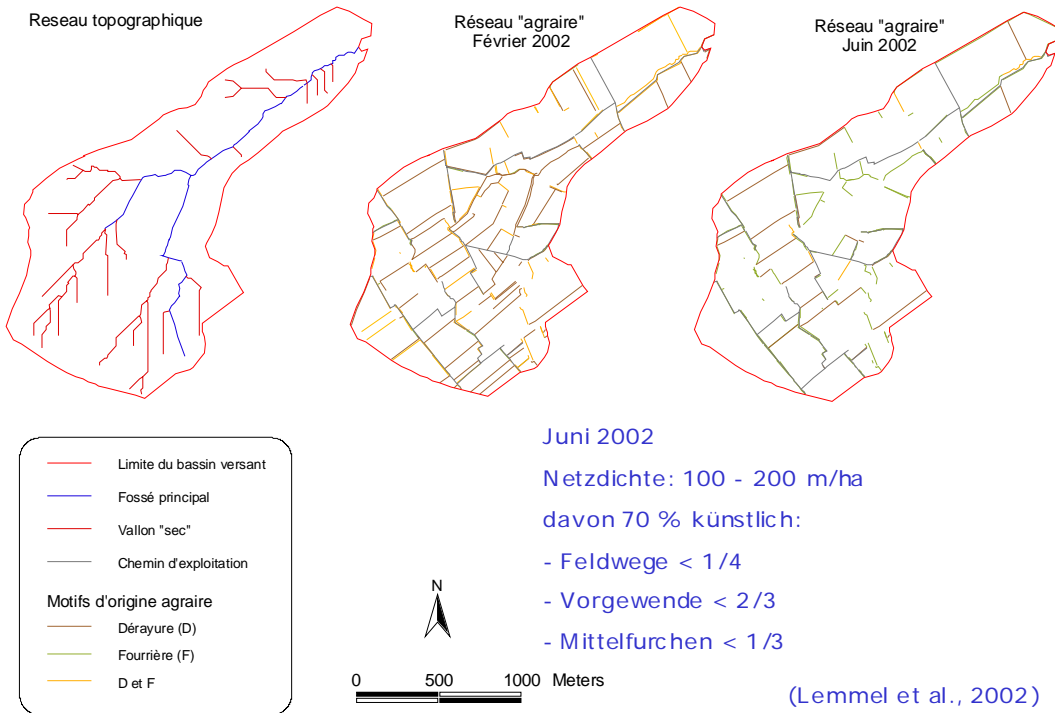 Reseau topographique
Réseau "agraire"
Février 2002
Réseau "agraire"
Juin 2002
Limite du bassin versant
Fossé principal
Vallon "sec"
Chemin d'exploitation
Motifs d'origine agraire
Dérayure (D)
Fourrière (F)
D et F
N
0 500 1000 Meters
Juni 2002
Netzdichte: 100 - 200 m/ha
davon 70 % künstlich:
- Feldwege < 1/4
- Vorgewende < 2/3
- Mittelfurchen < 1/3
(Lemmel et al., 2002)